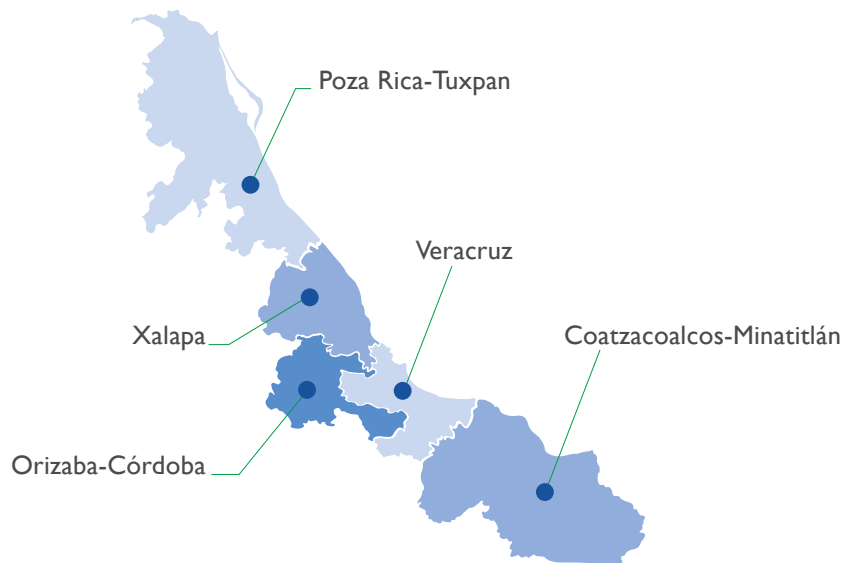 Poza Rica-Tuxpan
Veracruz
Xalapa
Coatzacoalcos-Minatitlán
Orizaba-Córdoba